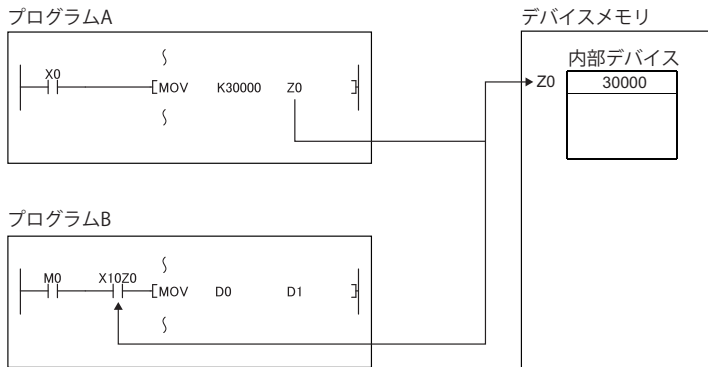 プログラムA
X0
MOV K30000 Z0
プログラムB
M0 X10Z0
MOV D0 D1
デバイスメモリ
内部デバイス
Z0 30000